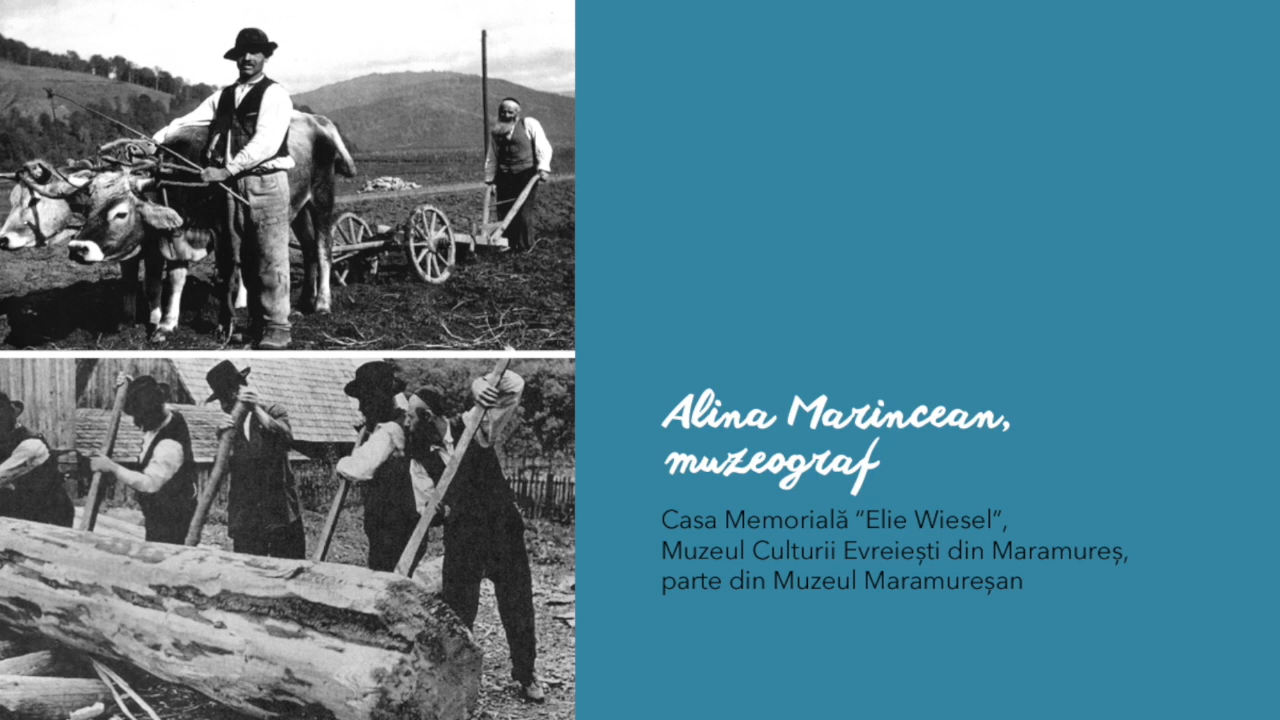 Alina Marincean,
muzeograf
Casa Memorială ”Elie Wiesel”,
Muzeul Culturii Evreiești din Maramureș,
parte din Muzeul Maramureșan